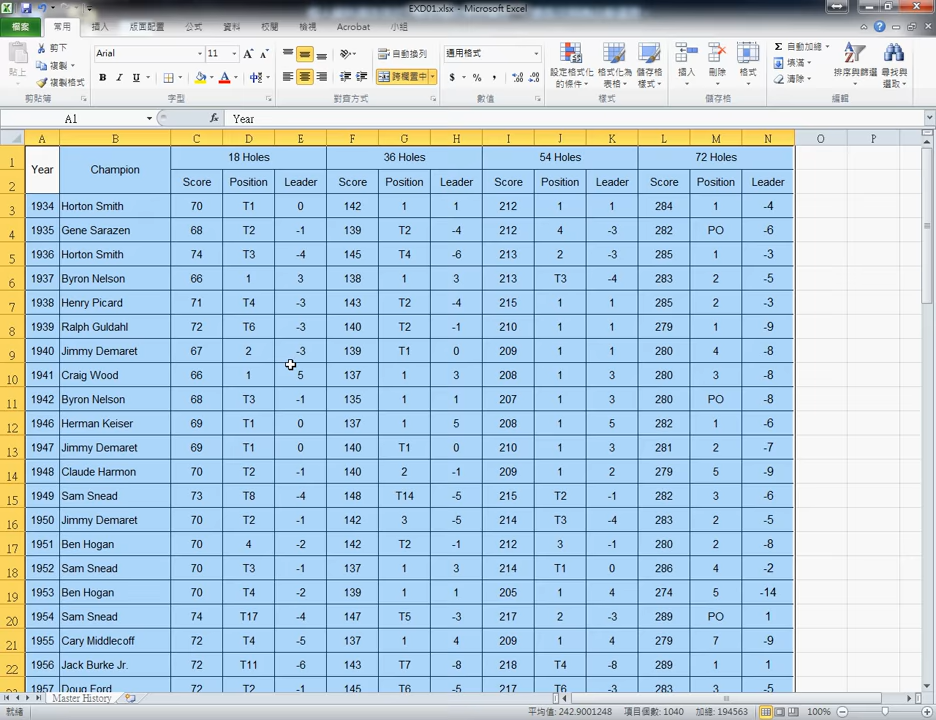 EXD01.xlsx - Microsoft Excel
檔案 常用 插入 版面配置 公式 資料 校閱 檢視 Acrobat 小組
貼上 剪下 複製 複製格式 剪貼簿
Arial 11 B I U 字型
自動換列 跨欄置中 對齊方式
通用格式 $ % , 數值
設定格式化的條件 格式化為表格 儲存格樣式 樣式
插入 刪除 格式 儲存格
自動加總 填滿 清除 排序與篩選 尋找與選取 編輯
A1 fx Year
A B C D E F G H I J K L M N O P
1 Year Champion 18 Holes 36 Holes 54 Holes 72 Holes
2 Score Position Leader Score Position Leader Score Position Leader Score Position Leader
3 1934 Horton Smith 70 T1 0 142 1 1 212 1 1 284 1 -4
4 1935 Gene Sarazen 68 T2 -1 139 T2 -4 212 4 -3 282 PO -6
5 1936 Horton Smith 74 T3 -4 145 T4 -6 213 2 -3 285 1 -3
6 1937 Byron Nelson 66 1 3 138 1 3 213 T3 -4 283 2 -5
7 1938 Henry Picard 71 T4 -3 143 T2 -4 215 1 1 285 2 -3
8 1939 Ralph Guldahl 72 T6 -3 140 T2 -1 210 1 1 279 1 -9
9 1940 Jimmy Demaret 67 2 -3 139 T1 0 209 1 1 280 4 -8
10 1941 Craig Wood 66 1 5 137 1 3 208 1 3 280 3 -8
11 1942 Byron Nelson 68 T3 -1 135 1 1 207 1 3 280 PO -8
12 1946 Herman Keiser 69 T1 0 137 1 5 208 1 5 282 1 -6
13 1947 Jimmy Demaret 69 T1 0 140 T1 0 210 1 3 281 2 -7
14 1948 Claude Harmon 70 T2 -1 140 2 -1 209 1 2 279 5 -9
15 1949 Sam Snead 73 T8 -4 148 T14 -5 215 T2 -1 282 3 -6
16 1950 Jimmy Demaret 70 T2 -1 142 3 -5 214 T3 -4 283 2 -5
17 1951 Ben Hogan 70 4 -2 142 T2 -1 212 3 -1 280 2 -8
18 1952 Sam Snead 70 T3 -1 137 1 3 214 T1 0 286 4 -2
19 1953 Ben Hogan 70 T4 -2 139 1 1 205 1 4 274 5 -14
20 1954 Sam Snead 74 T17 -4 147 T5 -3 217 2 -3 289 PO 1
21 1955 Cary Middlecoff 72 T4 -5 137 1 4 209 1 4 279 7 -9
22 1956 Jack Burke Jr. 72 T11 -6 143 T7 -8 218 T4 -8 289 1 1
1957 Doug Ford 72 T2 -1 145 T6 -5 217 T6 -3 283 3 -5
Master History
就緒 平均值: 242.9001248 項目個數: 1040 加總: 194563 100%